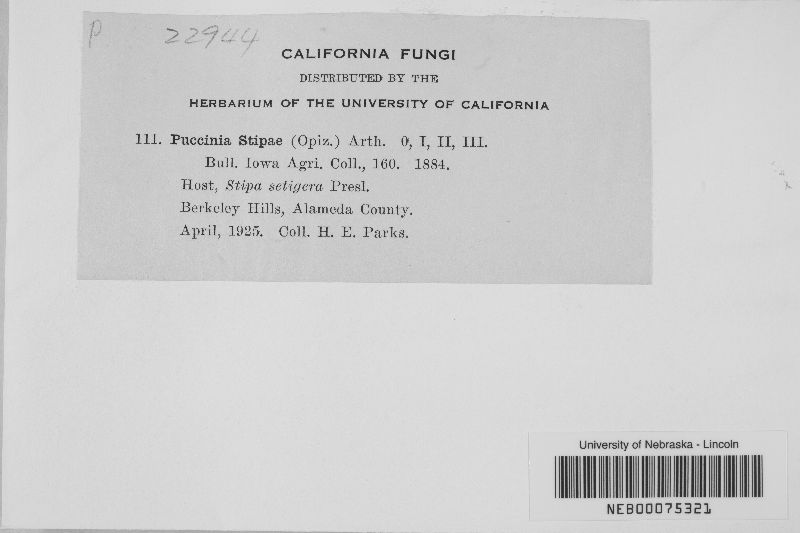 p 22944
CALIFORNIA FUNGI
DISTRIBUTED BY THE
HERBARIUM OF THE UNIVERSITY OF CALIFORNIA
111. Puccinia Stipae (Opiz.) Arth. 0, I, II, III.
Bull. Iowa Agri. Coll., 160. 1884.
Host, Stipa setigera Presl.
Berkeley Hills, Alameda County.
April, 1925. Coll. H. E. Parks.
University of Nebraska - Lincoln
NEB00075321